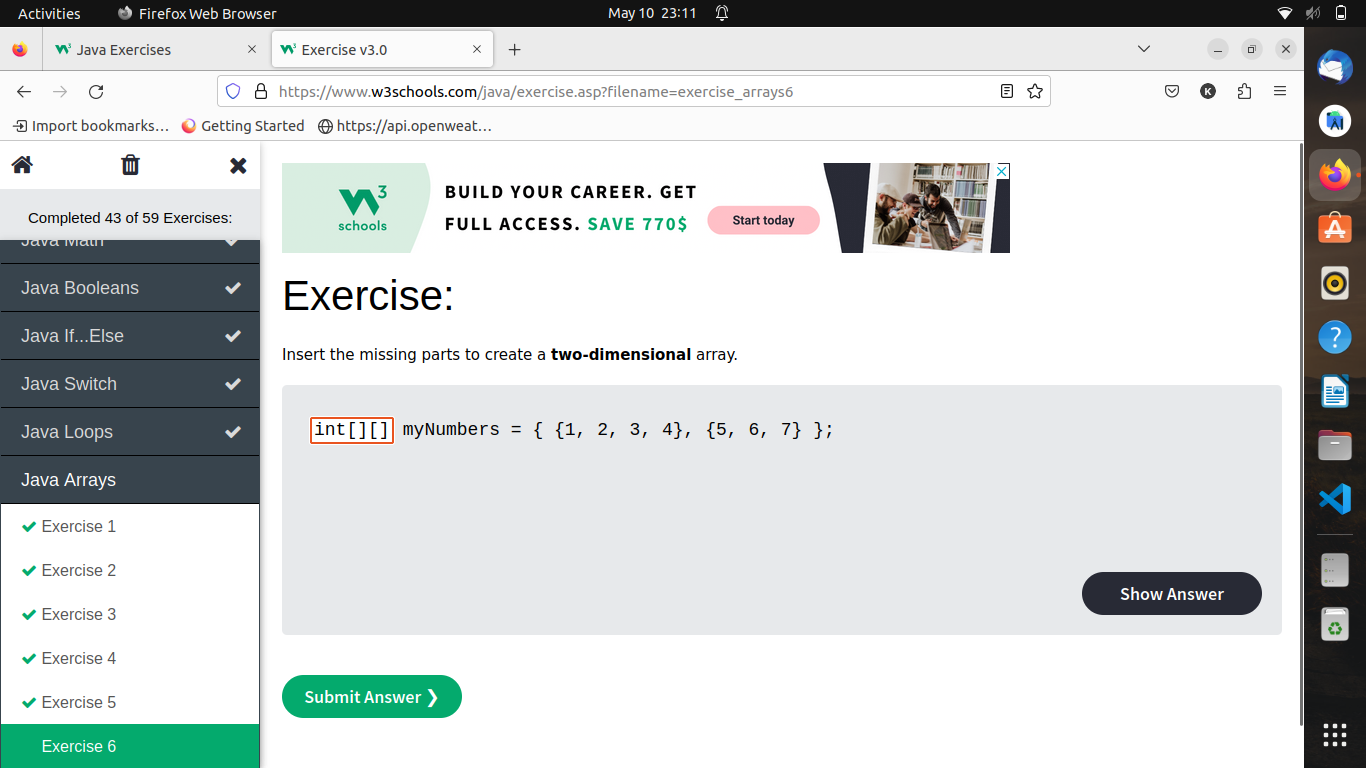 Activities Firefox Web Browser May 10 23:11
Java Exercises Exercise v3.0
https://www.w3schools.com/java/exercise.asp?filename=exercise_arrays6 K
Import bookmarks… Getting Started https://api.openweat…
Completed 43 of 59 Exercises:
Java Math
Java Booleans
Java If...Else
Java Switch
Java Loops
Java Arrays
Exercise 1
Exercise 2
Exercise 3
Exercise 4
Exercise 5
Exercise 6
W3
schools
BUILD YOUR CAREER. GET
FULL ACCESS. SAVE 770$
Start today
Exercise:
Insert the missing parts to create a two-dimensional array.
int[][] myNumbers = { {1, 2, 3, 4}, {5, 6, 7} };
Show Answer
Submit Answer ❯